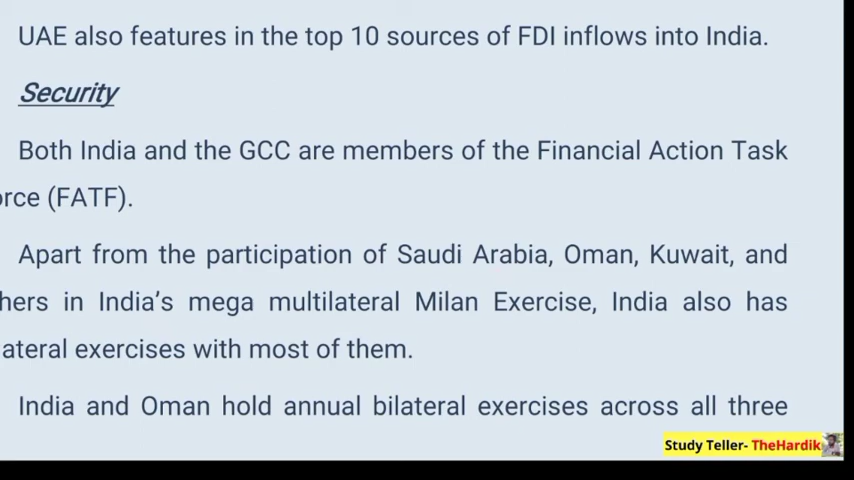 UAE also features in the top 10 sources of FDI inflows into India.
Security
Both India and the GCC are members of the Financial Action Task
orce (FATF).
Apart from the participation of Saudi Arabia, Oman, Kuwait, and
hers in India's mega multilateral Milan Exercise, India also has
ateral exercises with most of them.
India and Oman hold annual bilateral exercises across all three
Study Teller- TheHardik